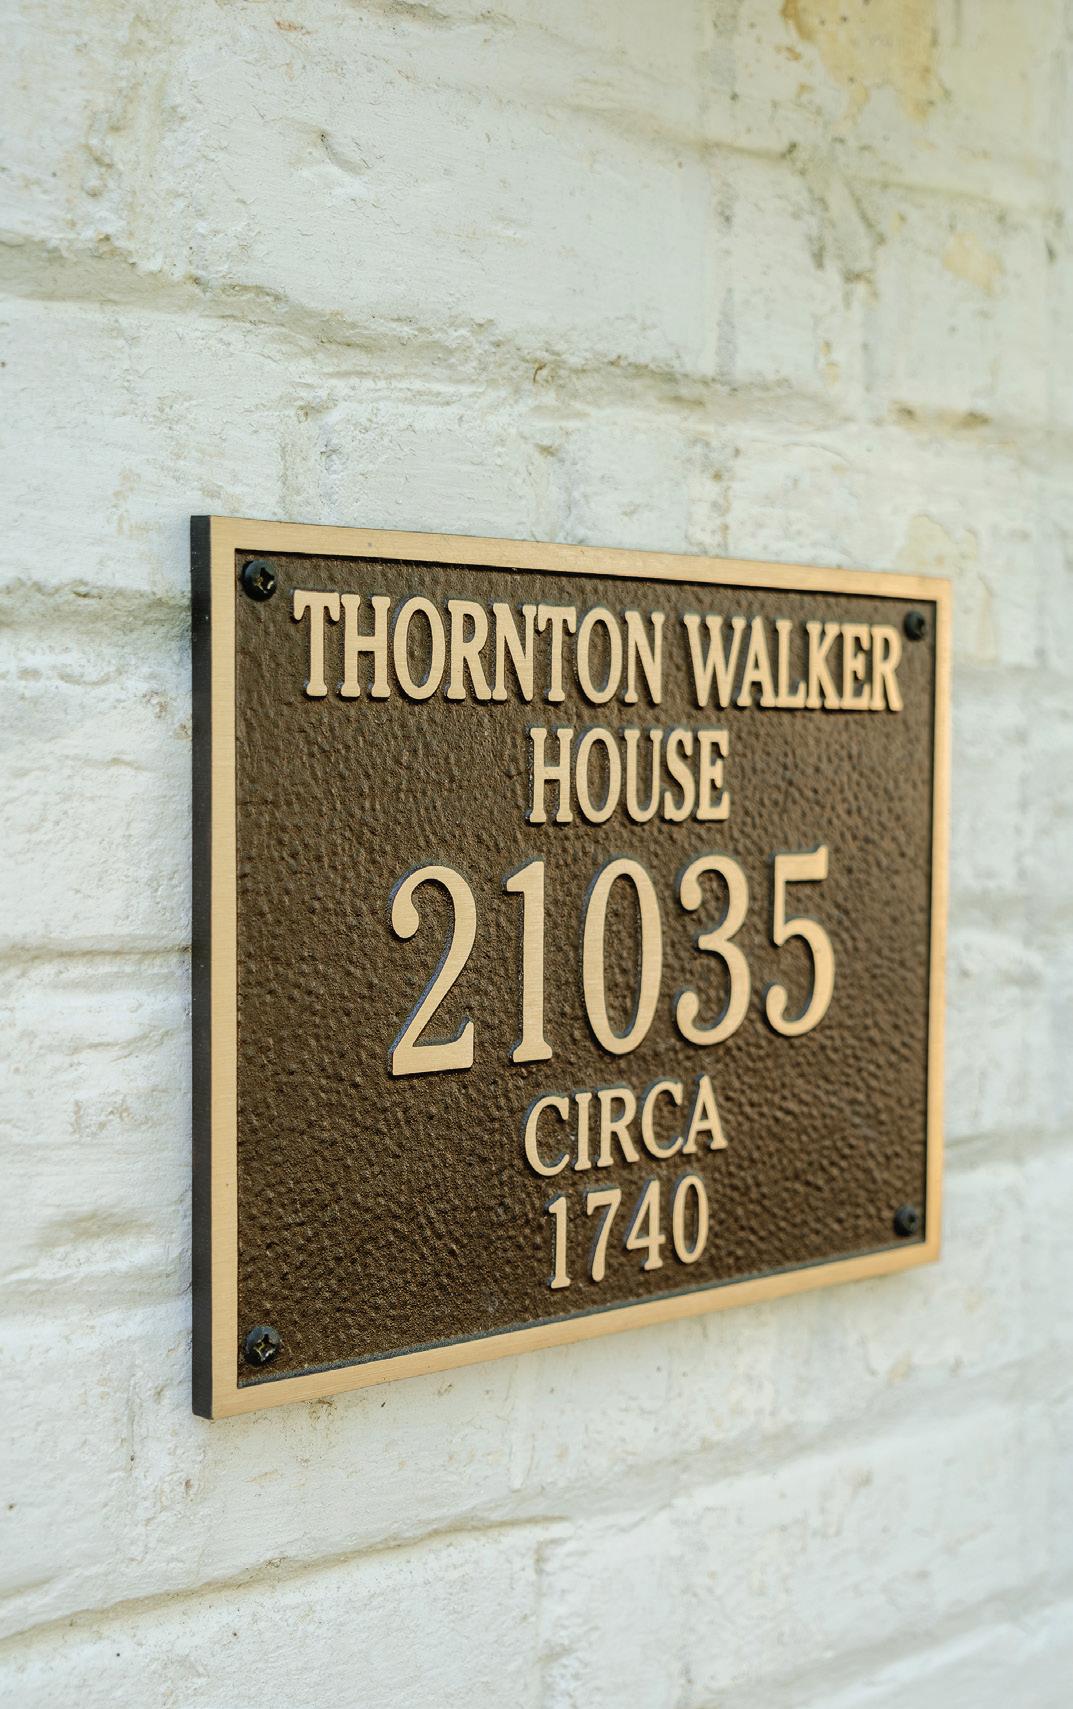 THORNTON WALKER
HOUSE
21035
CIRCA
1740